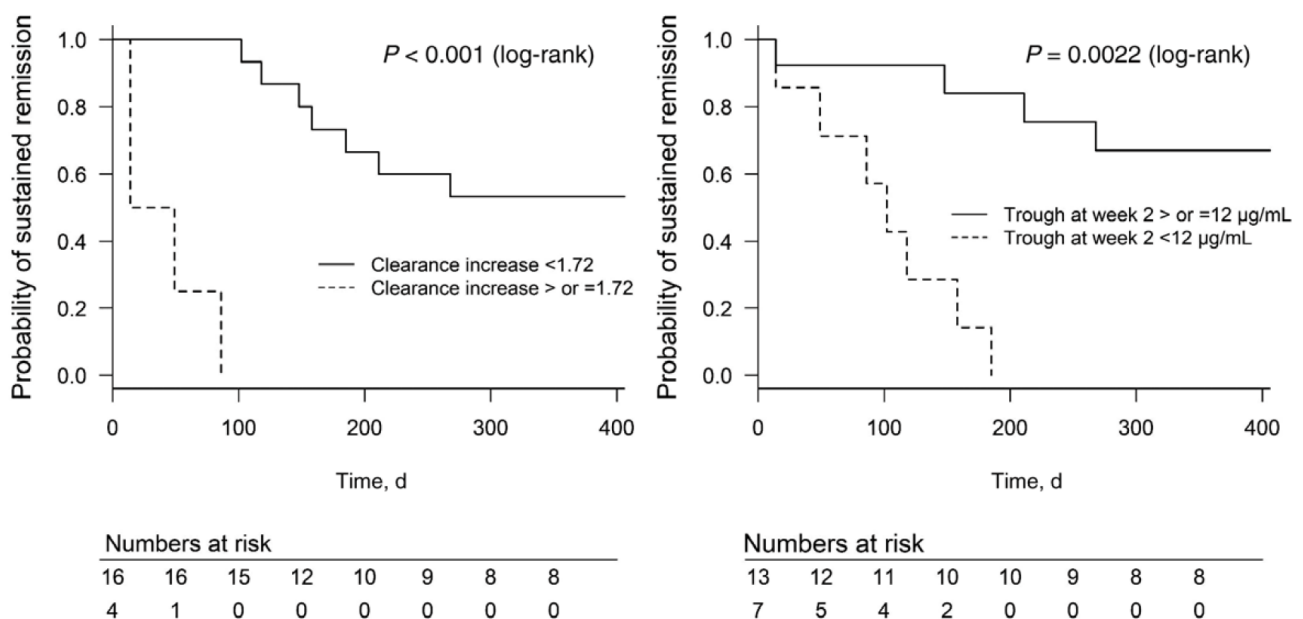 Probability of sustained remission
1.0
0.8
0.6
0.4
0.2
0.0
P < 0.001 (log-rank)
Clearance increase <1.72
Clearance increase > or =1.72
0 100 200 300 400
Time, d
Numbers at risk
16 16 15 12 10 9 8 8
4 1 0 0 0 0 0 0
Probability of sustained remission
1.0
0.8
0.6
0.4
0.2
0.0
P = 0.0022 (log-rank)
Trough at week 2 > or =12 µg/mL
Trough at week 2 <12 µg/mL
0 100 200 300 400
Time, d
Numbers at risk
13 12 11 10 10 9 8 8
7 5 4 2 0 0 0 0